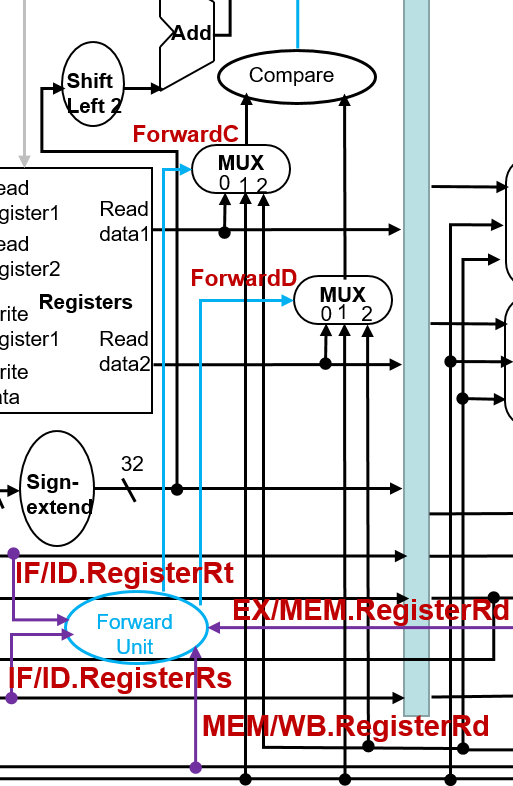 Add
Shift
Left 2
Compare
ForwardC
MUX
0 1 2
ead
gister1
Read
data1
ead
gister2
ForwardD
MUX
0 1 2
Registers
rite
gister1
Read
data2
rite
ata
32
Sign-
extend
IF/ID.RegisterRt
EX/MEM.RegisterRd
Forward
Unit
IF/ID.RegisterRs
MEM/WB.RegisterRd